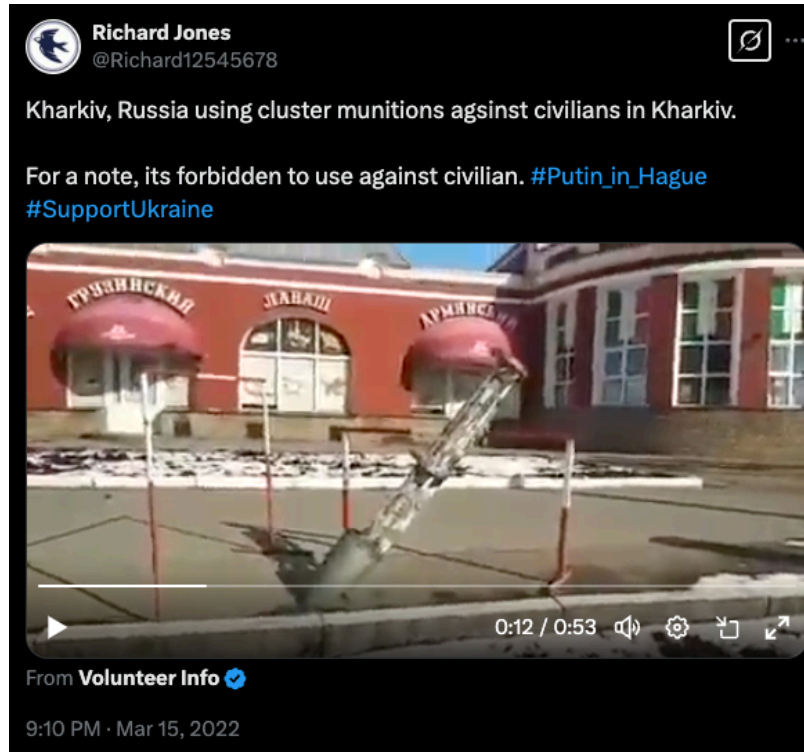 Richard Jones
@Richard12545678
Kharkiv, Russia using cluster munitions agsinst civilians in Kharkiv.
For a note, its forbidden to use against civilian. #Putin_in_Hague
#SupportUkraine
ГРУЗИНСКИЙ
ЛАВАШ
АРМЯНСКИЙ
0:12 / 0:53
From Volunteer Info
9:10 PM · Mar 15, 2022